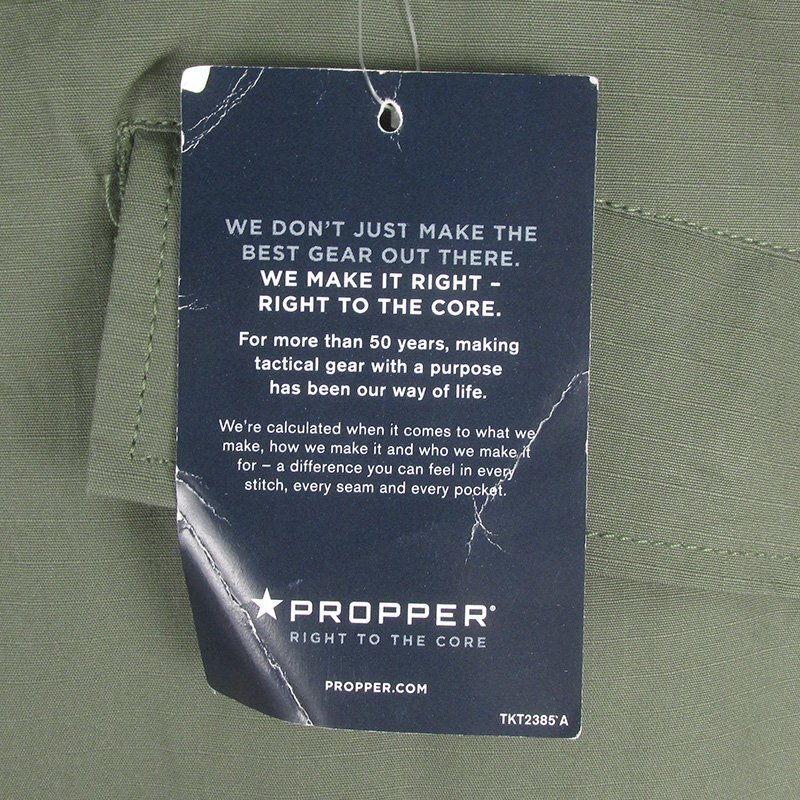 WE DON'T JUST MAKE THE
BEST GEAR OUT THERE.
WE MAKE IT RIGHT –
RIGHT TO THE CORE.
For more than 50 years, making
tactical gear with a purpose
has been our way of life.
We're calculated when it comes to what we
make, how we make it and who we make it
for – a difference you can feel in every
stitch, every seam and every pocket.
PROPPER®
RIGHT TO THE CORE
PROPPER.COM
TKT2385`A